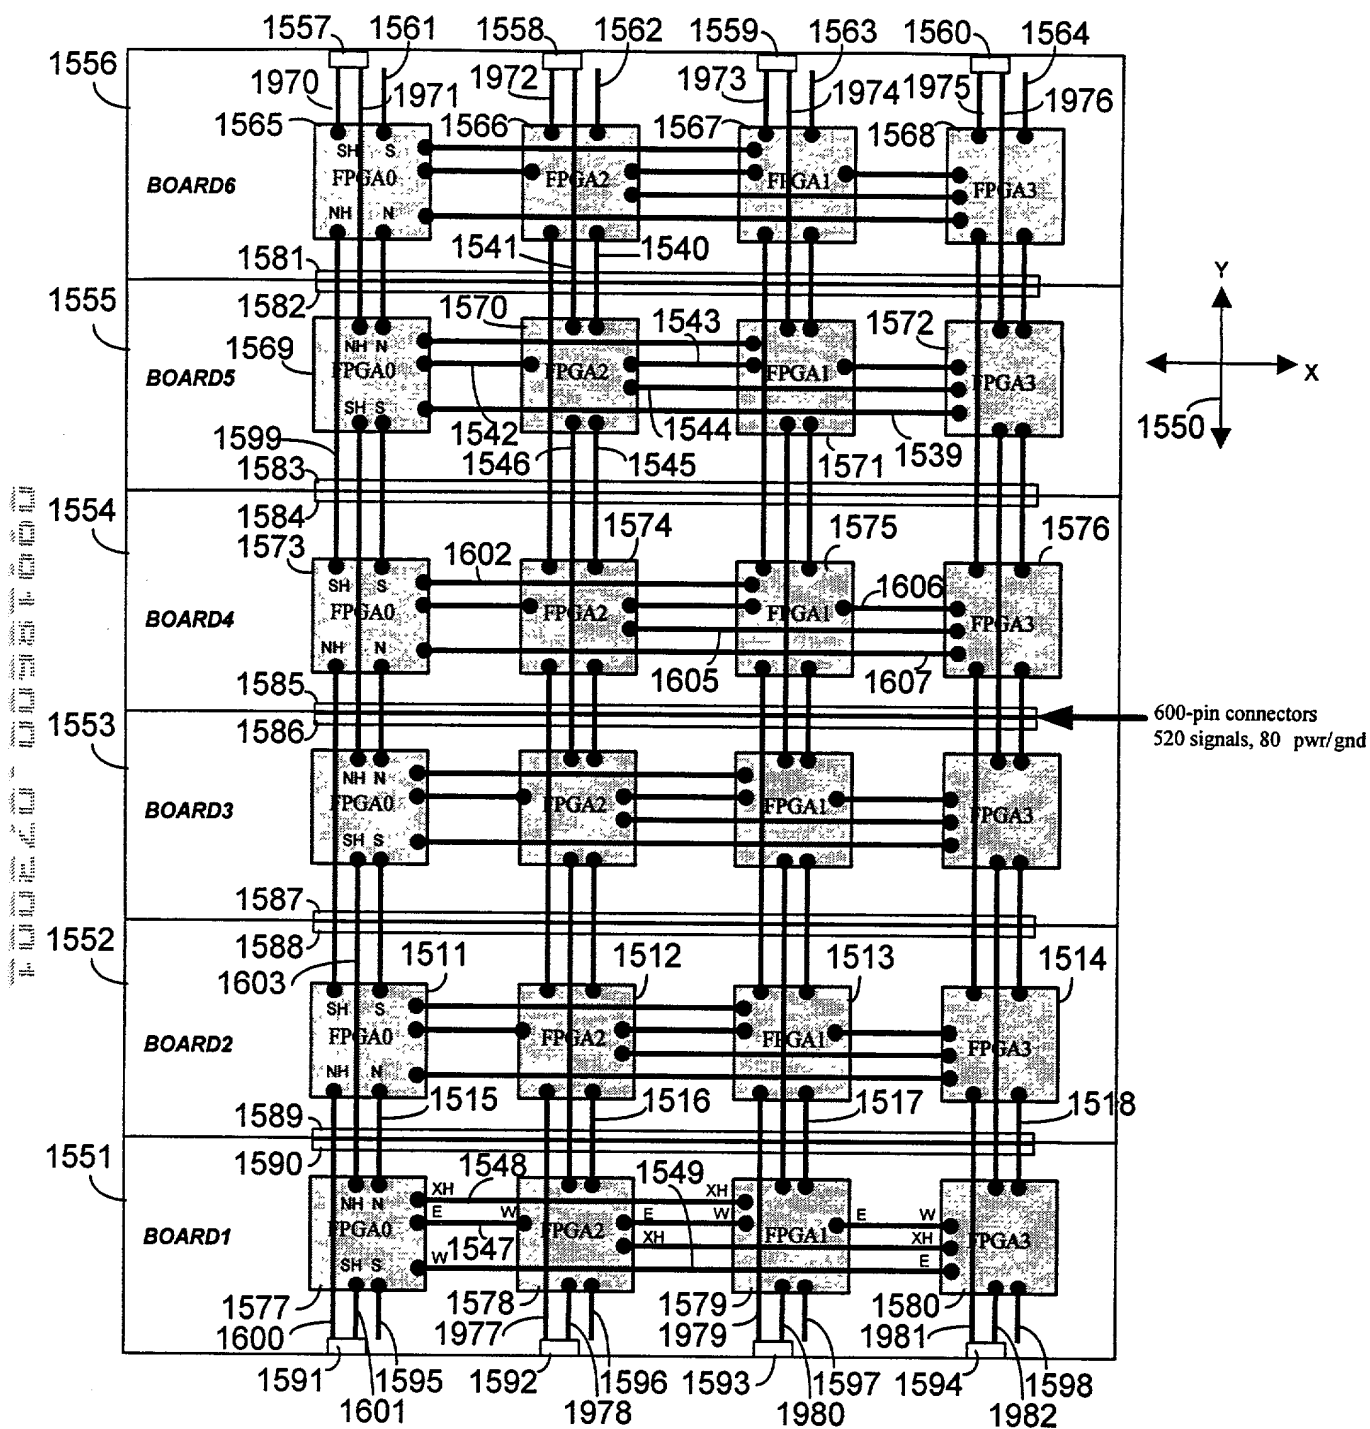 1557 1561 1558 1562 1559 1563 1560 1564
1556
1970 1971 1972 1973 1974 1975 1976
1565 1566 1567 1568
SH S
BOARD6 FPGA0 FPGA2 FPGA1 FPGA3
NH N
1541 1540
1581
1582
1555
1570 1543 1572
Y
X
1550
NH N
1569
BOARD5 FPGA0 FPGA2 FPGA1 FPGA3
SH S
1542 1546 1545 1544 1571 1539
1599
1583
1584
1554
1573 1574 1575 1576
1602
SH S
1606
BOARD4 FPGA0 FPGA2 FPGA1 FPGA3
NH N
1605 1607
1585
1586
600-pin connectors
520 signals, 80 pwr/gnd
1553
NH N
BOARD3 FPGA0 FPGA2 FPGA1 FPGA3
SH S
1587
1588
1552
1603
1511 1512 1513 1514
SH S
BOARD2 FPGA0 FPGA2 FPGA1 FPGA3
NH N
1515 1516 1517 1518
1589
1590
1551
1548 1549
NH N XH XH
E W E W E W
BOARD1 FPGA0 FPGA2 FPGA1 FPGA3
1547 XH XH
SH S W E
1577 1578 1579 1580
1600 1977 1979 1981
1591 1595 1592 1596 1593 1597 1594 1598
1601 1978 1980 1982